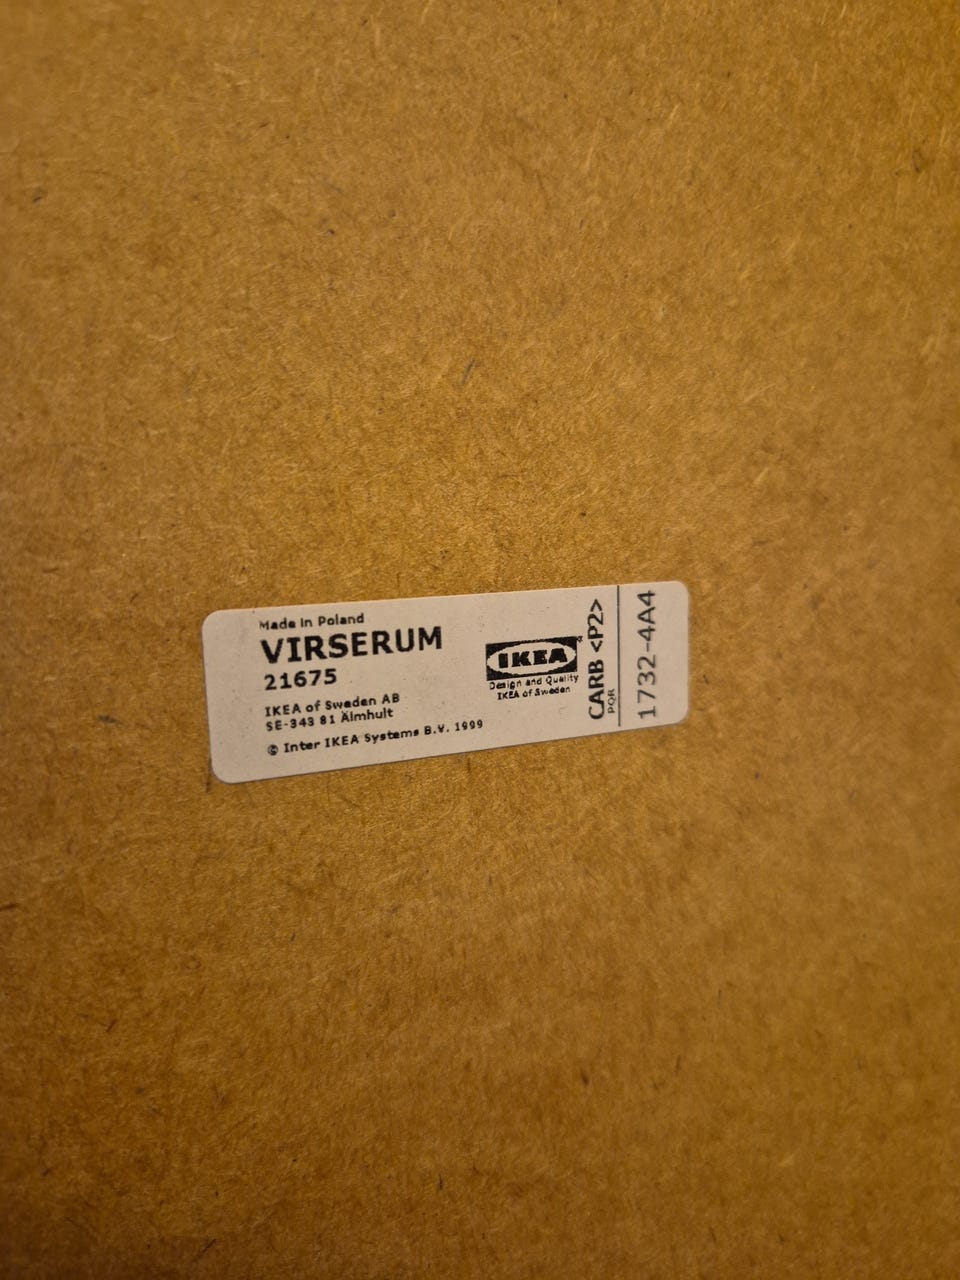 Made in Poland
VIRSERUM
21675
IKEA of Sweden AB
SE-343 81 Älmhult
© Inter IKEA Systems B.V. 1999
IKEA®
Design and Quality
IKEA of Sweden
CARB <P2>
PQR
1732-4A4